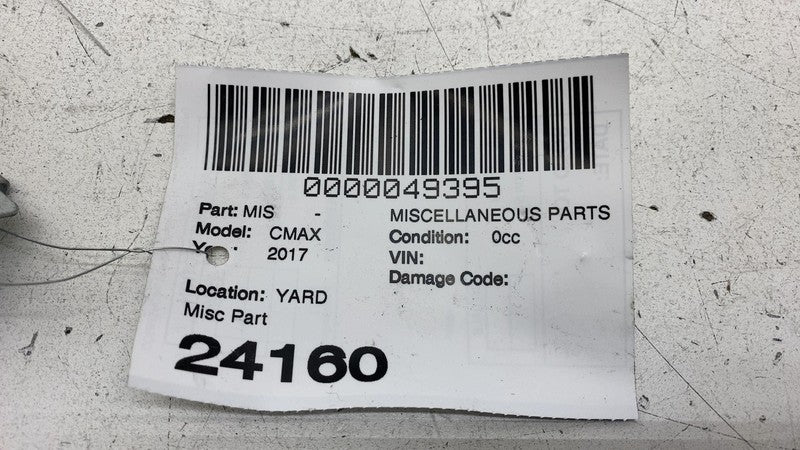 0000049395
Part: MIS - MISCELLANEOUS PARTS
Model: CMAX Condition: 0cc
2017 VIN:
Damage Code:
Location: YARD
Misc Part
24160